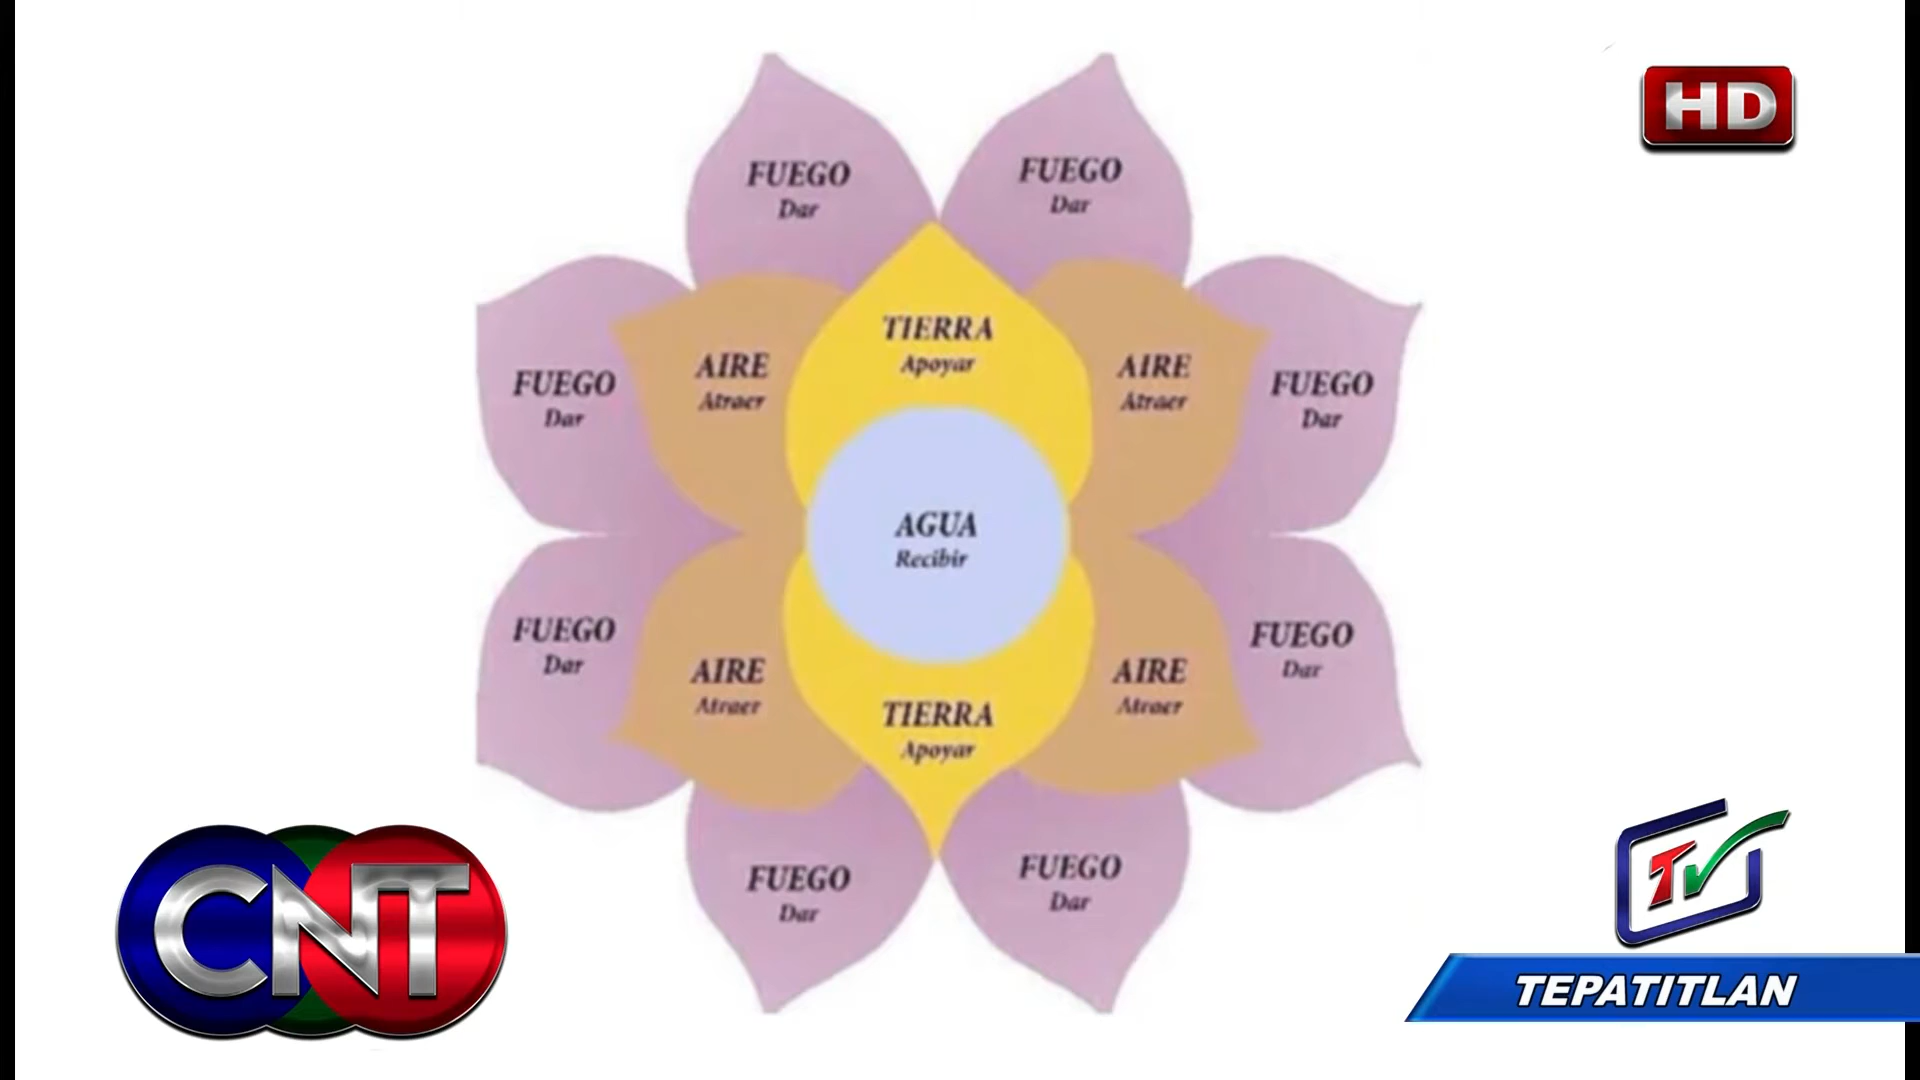 HD
FUEGO
Dar
FUEGO
Dar
TIERRA
Apoyar
AIRE
Atraer
AIRE
Atraer
FUEGO
Dar
FUEGO
Dar
AGUA
Recibir
FUEGO
Dar
FUEGO
Dar
AIRE
Atraer
AIRE
Atraer
TIERRA
Apoyar
FUEGO
Dar
FUEGO
Dar
CNT
TV
TEPATITLAN